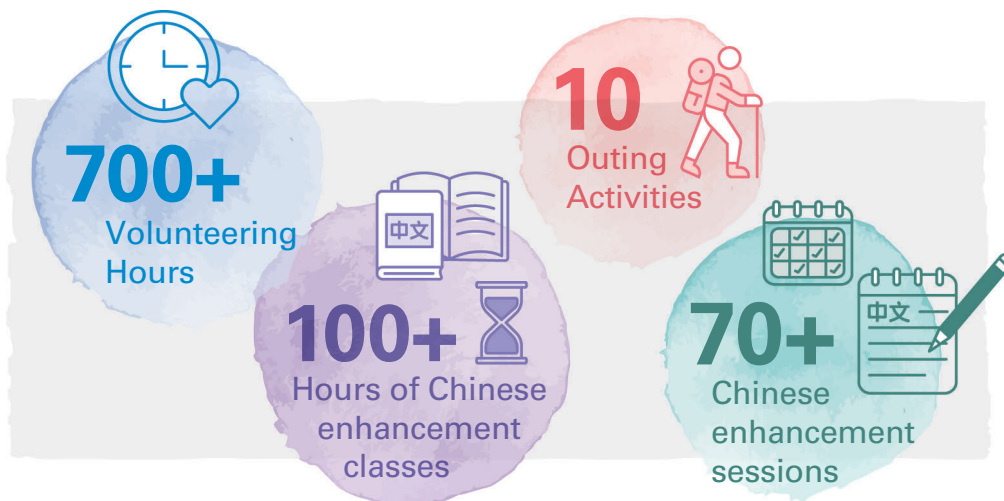 700+
Volunteering
Hours
中文
100+
Hours of Chinese
enhancement
classes
10
Outing
Activities
中文
70+
Chinese
enhancement
sessions